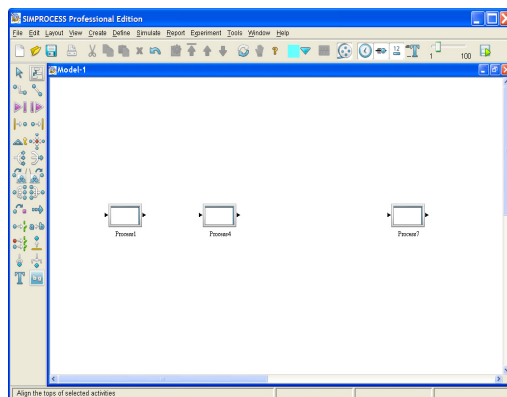 SIMPROCESS Professional Edition
File Edit Layout View Create Define Simulate Report Experiment Tools Window Help
12
T
1
100
Model-1
Process1
Process4
Process7
T
Align the tops of selected activities